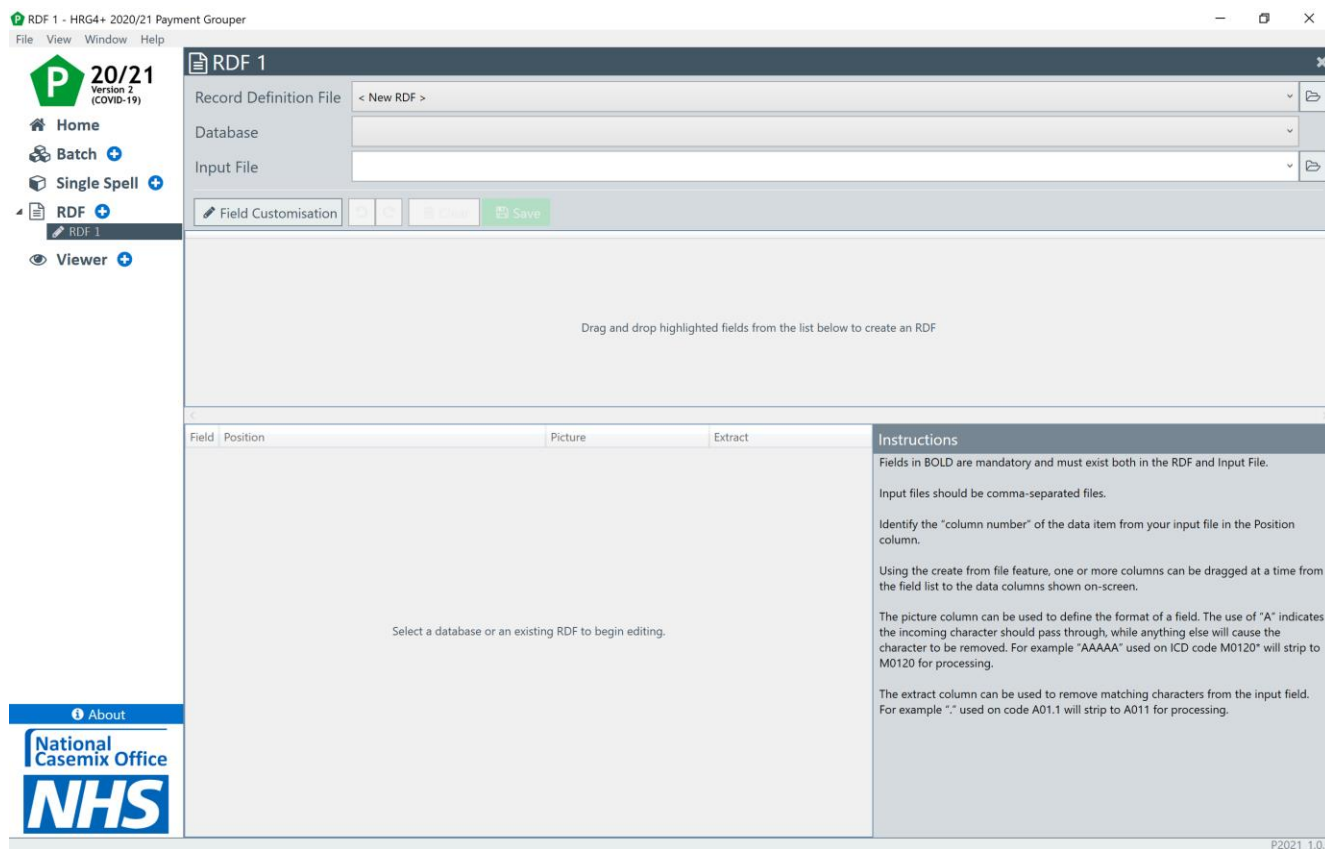 RDF 1 - HRG4+ 2020/21 Payment Grouper
File View Window Help
P 20/21
Version 2
(COVID-19)
Home
Batch
Single Spell
RDF
RDF 1
Viewer
About
National
Casemix Office
NHS
RDF 1
Record Definition File < New RDF >
Database
Input File
Field Customisation Clear Save
Drag and drop highlighted fields from the list below to create an RDF
Field Position Picture Extract
Select a database or an existing RDF to begin editing.
Instructions
Fields in BOLD are mandatory and must exist both in the RDF and Input File.
Input files should be comma-separated files.
Identify the "column number" of the data item from your input file in the Position
column.
Using the create from file feature, one or more columns can be dragged at a time from
the field list to the data columns shown on-screen.
The picture column can be used to define the format of a field. The use of "A" indicates
the incoming character should pass through, while anything else will cause the
character to be removed. For example "AAAAA" used on ICD code M0120* will strip to
M0120 for processing.
The extract column can be used to remove matching characters from the input field.
For example "." used on code A01.1 will strip to A011 for processing.
P2021_1.0.